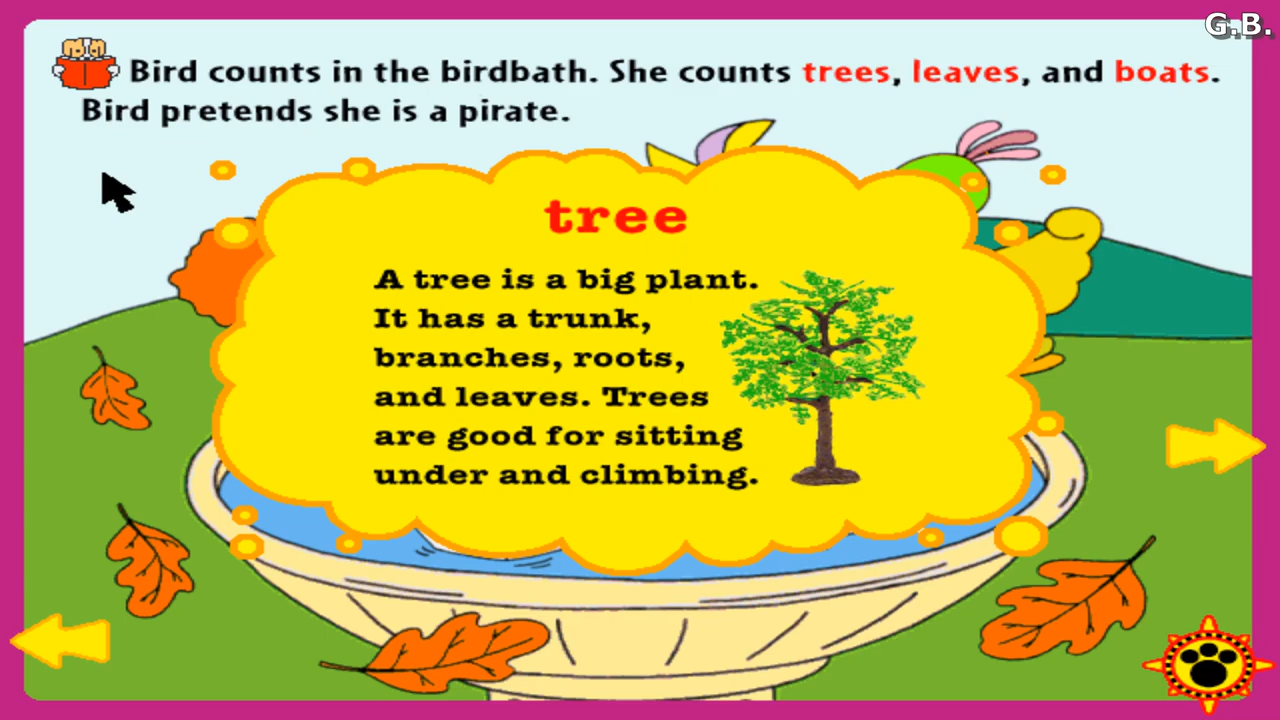 G.B.
Bird counts in the birdbath. She counts trees, leaves, and boats.
Bird pretends she is a pirate.
tree
A tree is a big plant.
It has a trunk,
branches, roots,
and leaves. Trees
are good for sitting
under and climbing.